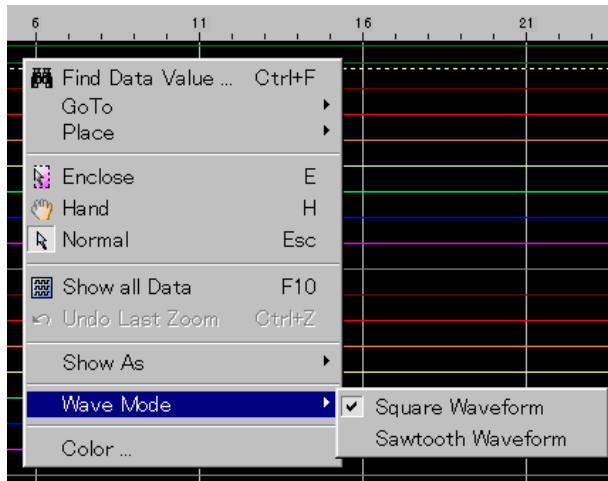 6 11 16 21
Find Data Value ... Ctrl+F
GoTo
Place
Enclose E
Hand H
Normal Esc
Show all Data F10
Undo Last Zoom Ctrl+Z
Show As
Wave Mode
Square Waveform
Sawtooth Waveform
Color ...